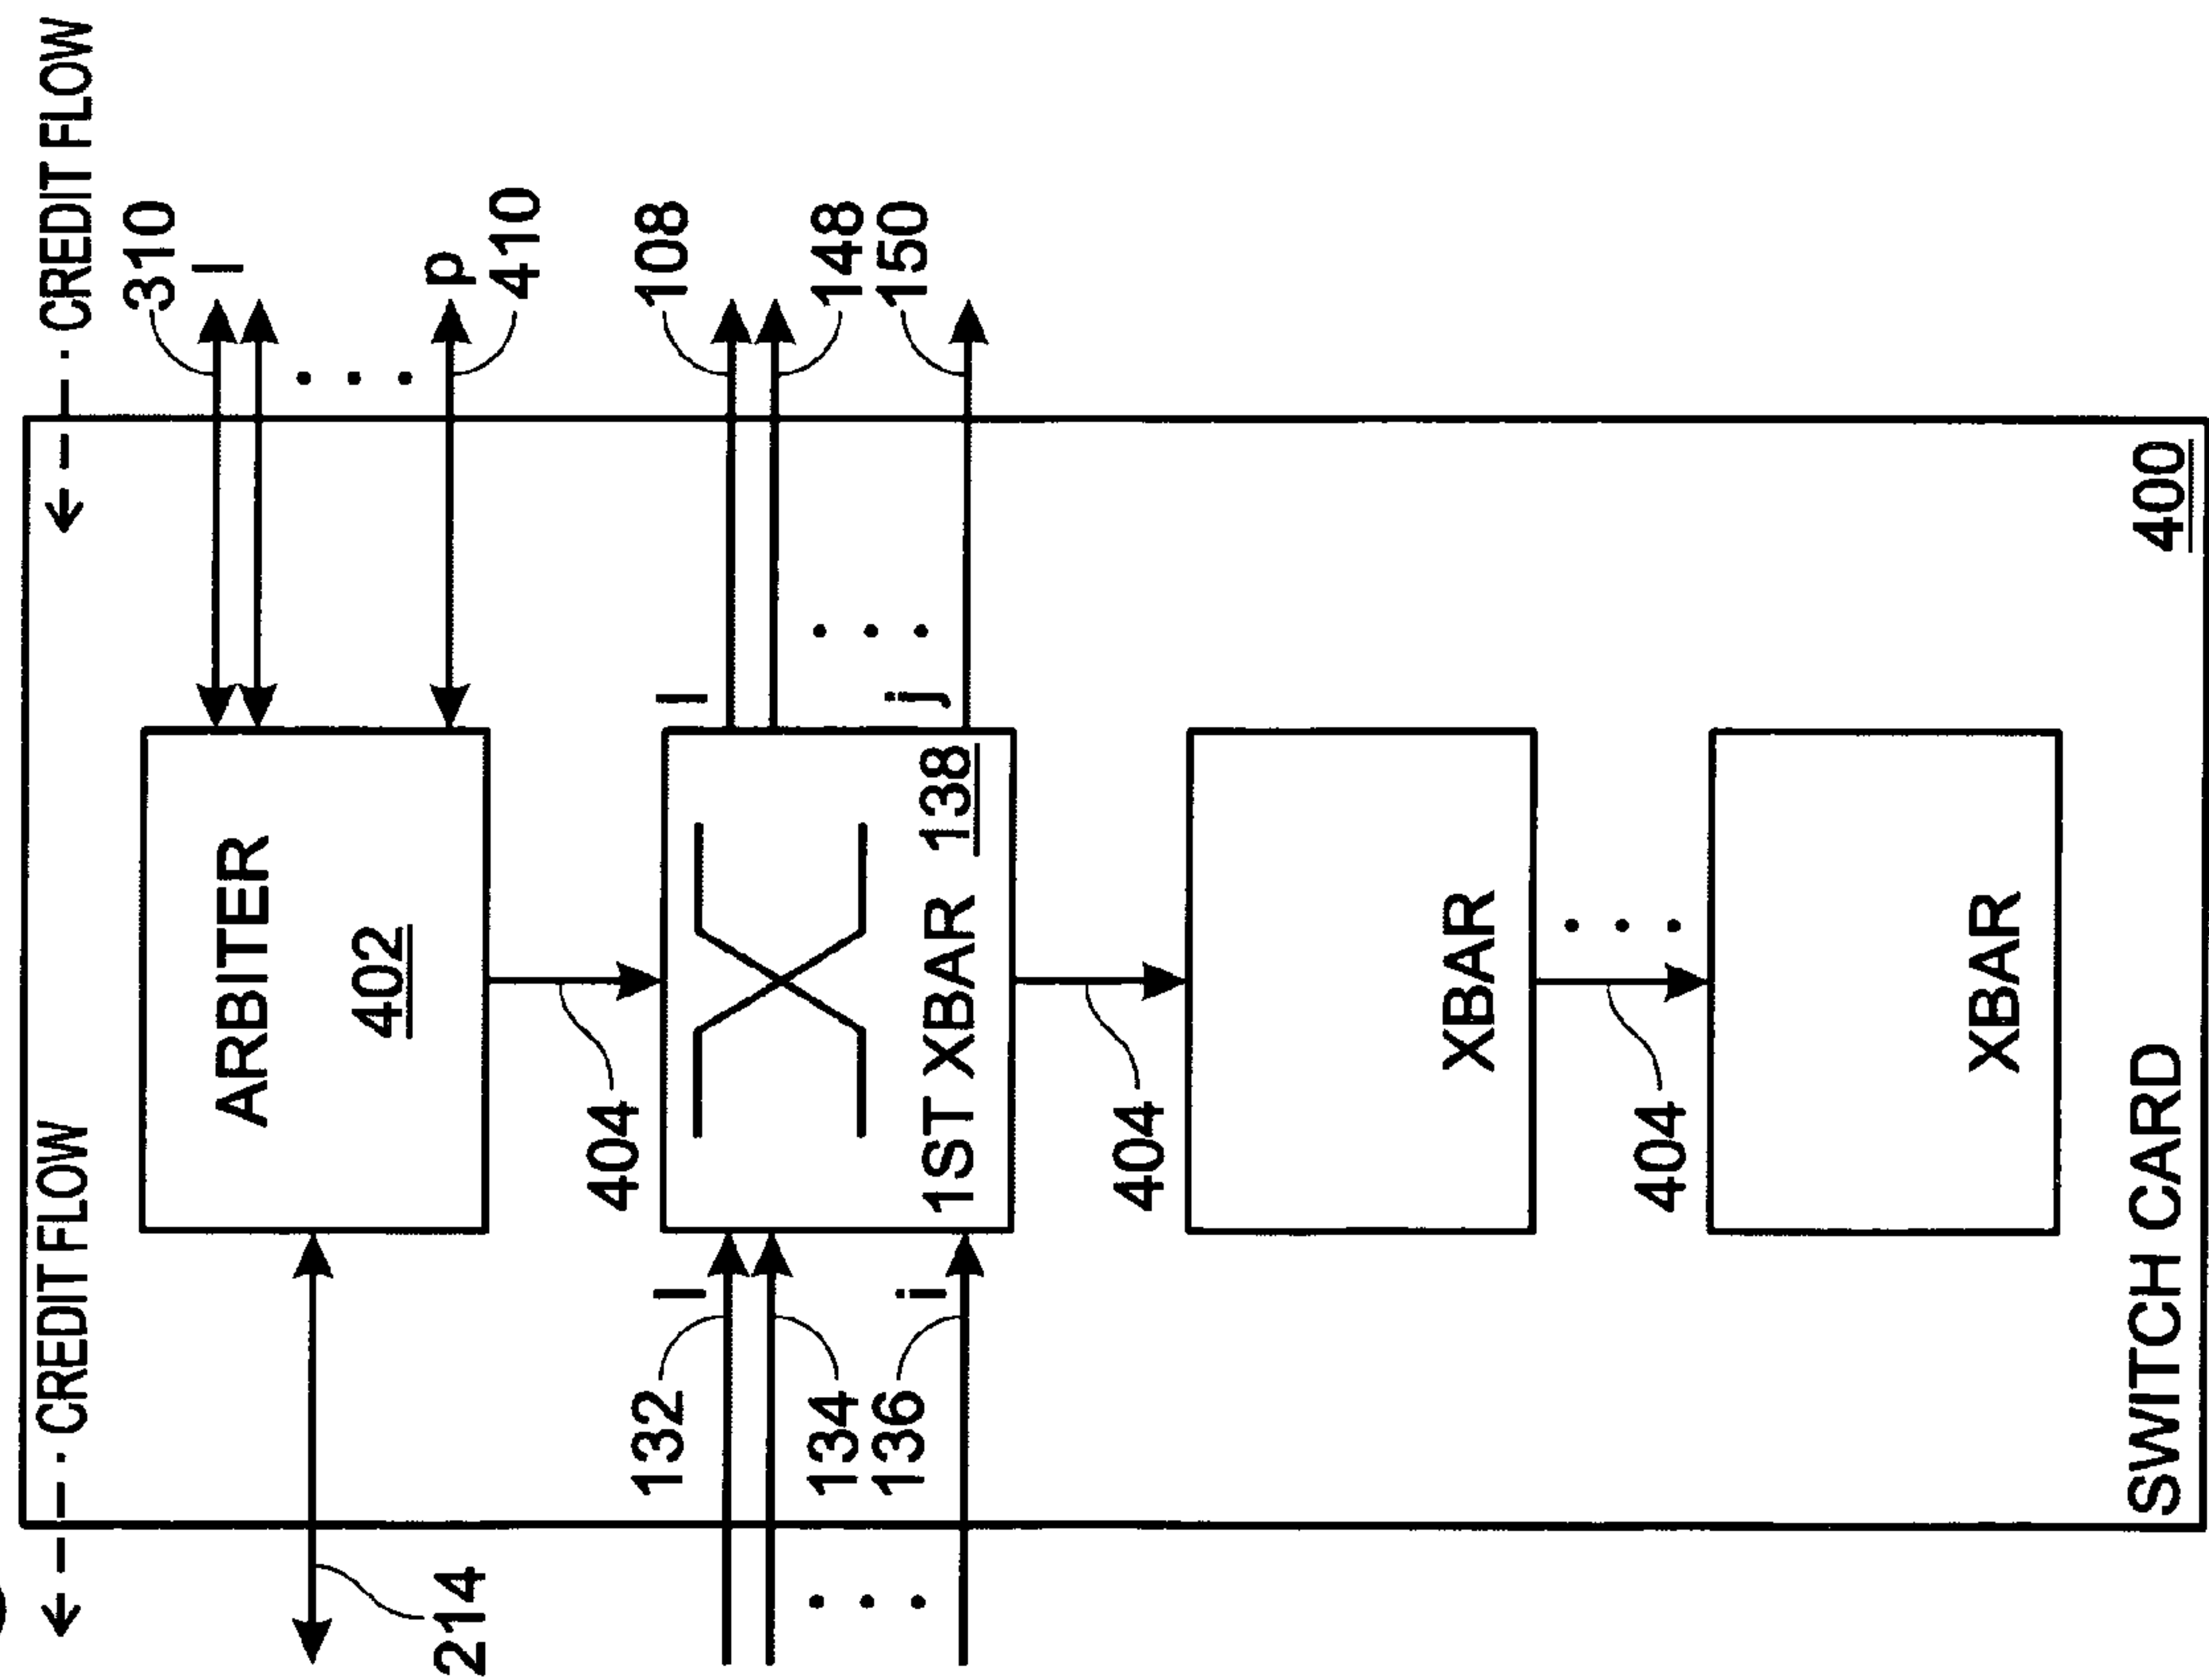 CREDIT FLOW
CREDIT FLOW
310
l
ARBITER
402
p
410
214
404
132
l
l
108
134
148
136
i
j
150
1ST XBAR 138
404
XBAR
404
XBAR
SWITCH CARD
400